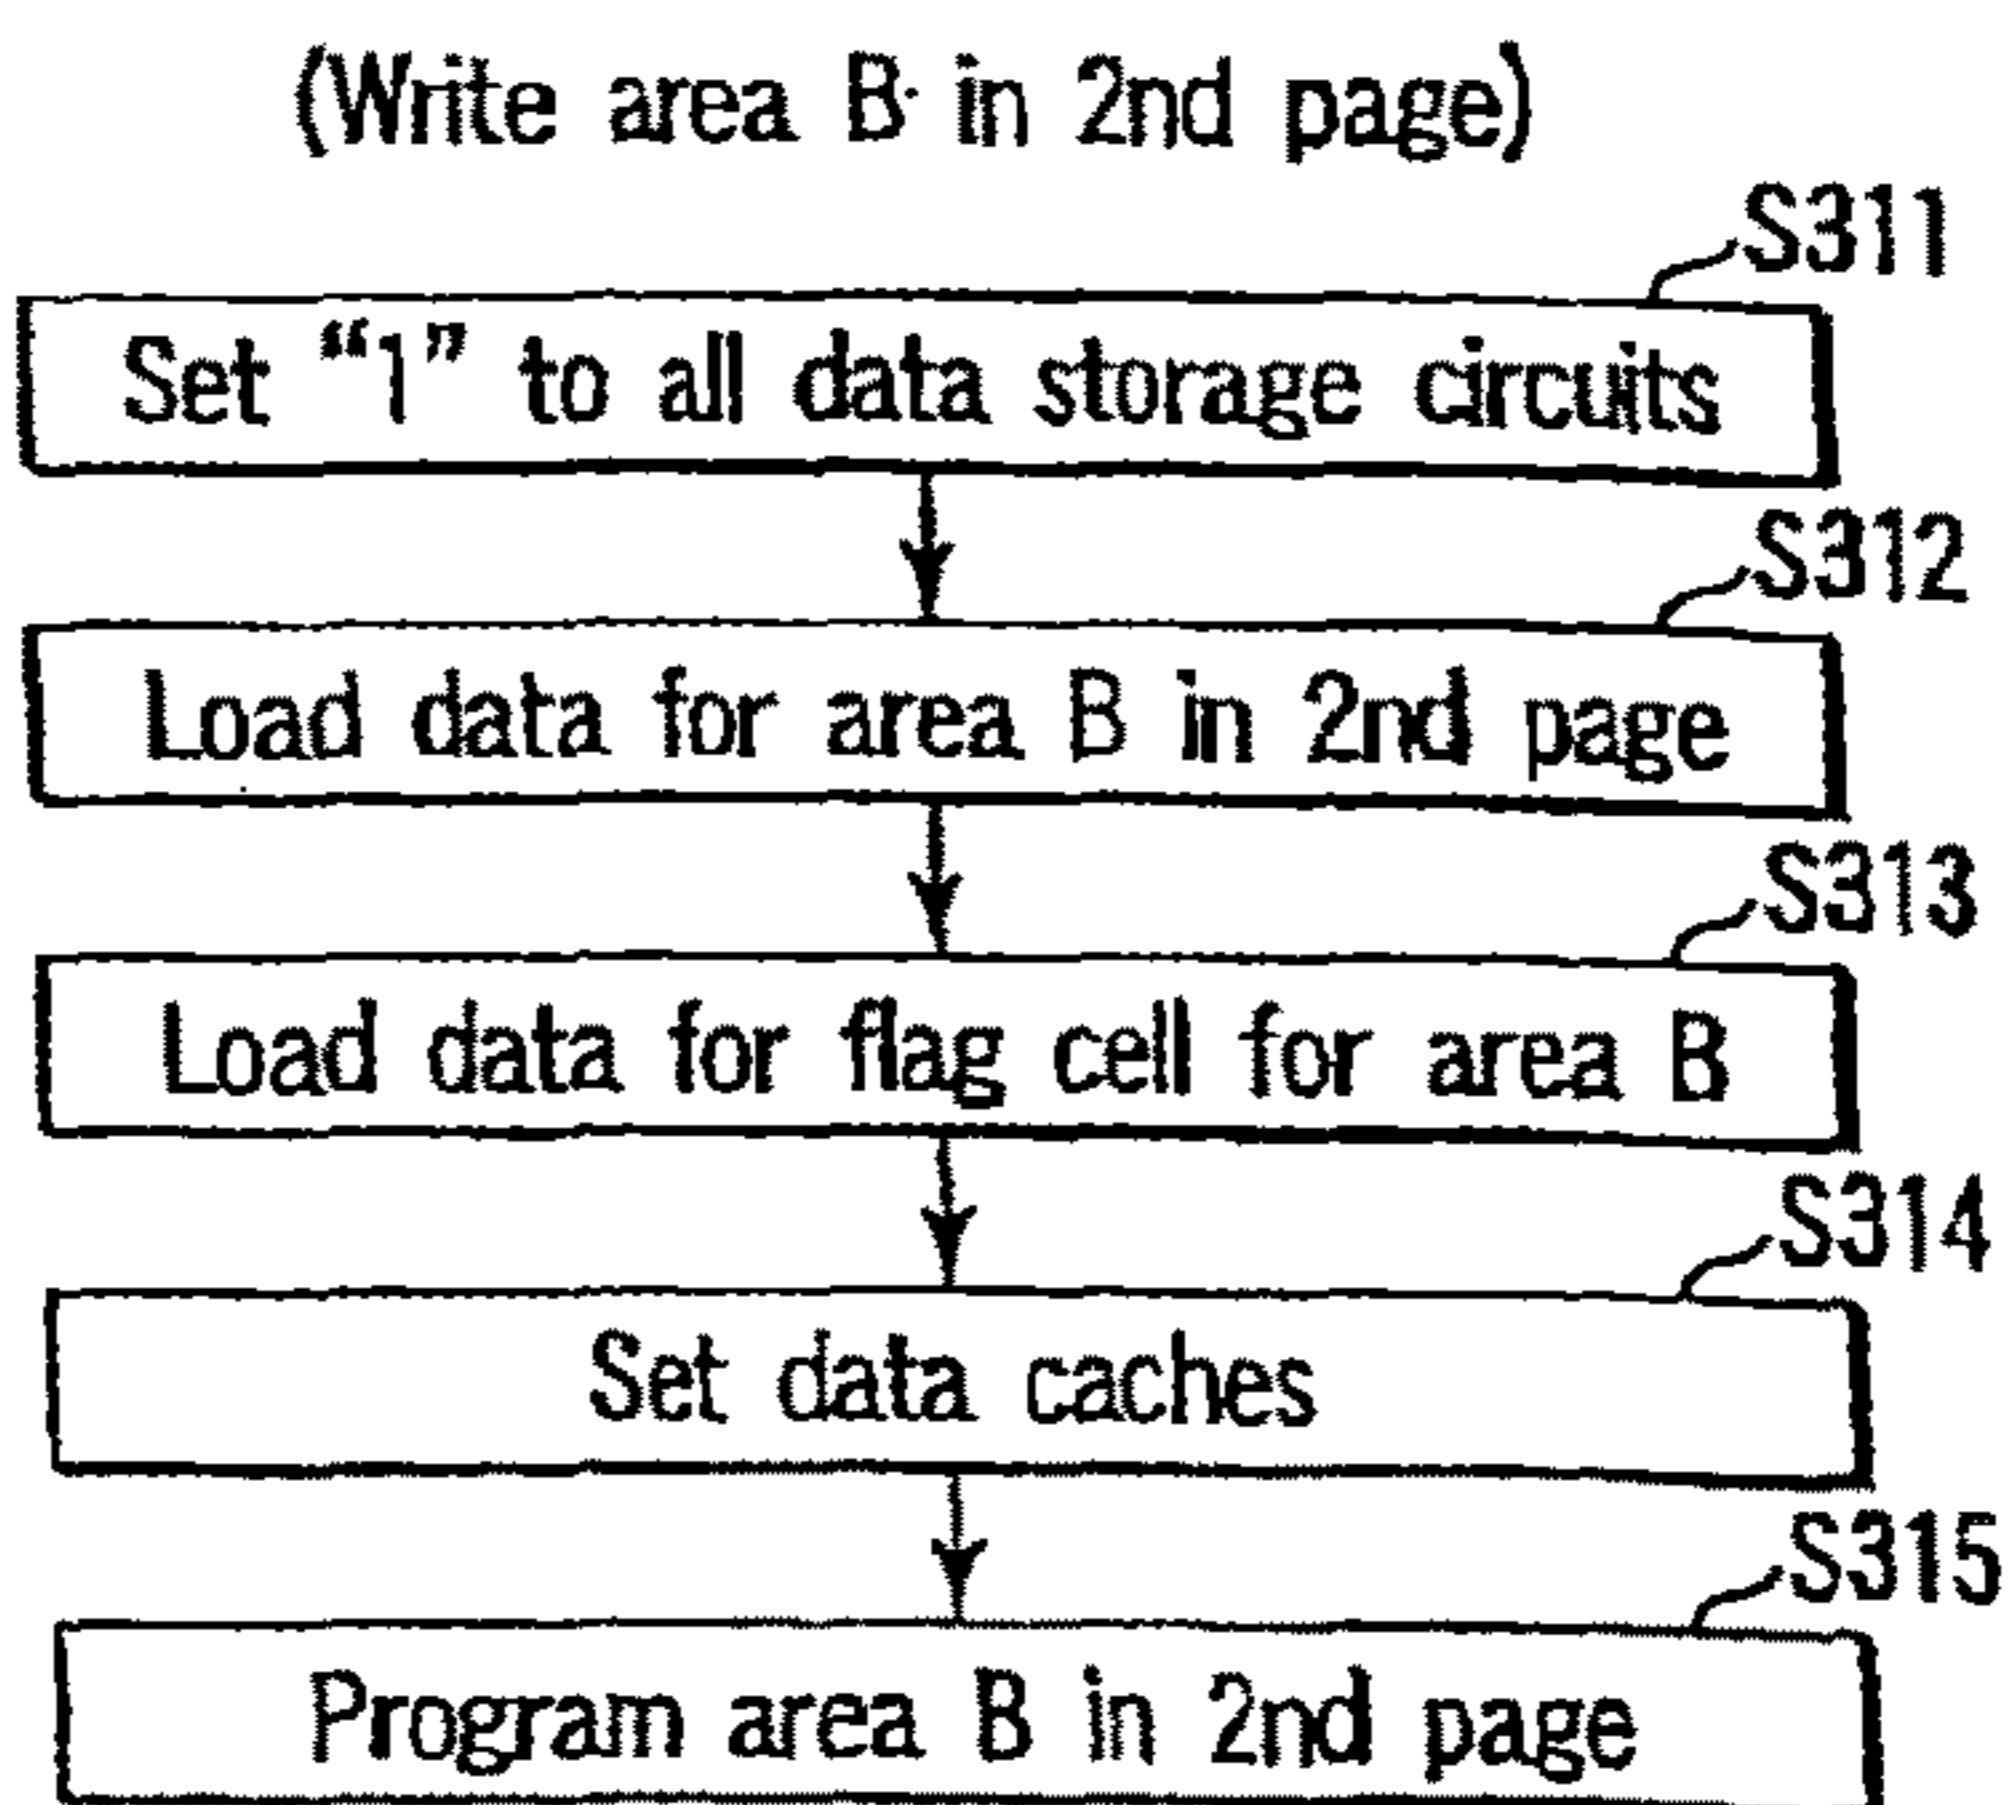 (Write area B in 2nd page)
S311
Set “1” to all data storage circuits
S312
Load data for area B in 2nd page
S313
Load data for flag cell for area B
S314
Set data caches
S315
Program area B in 2nd page